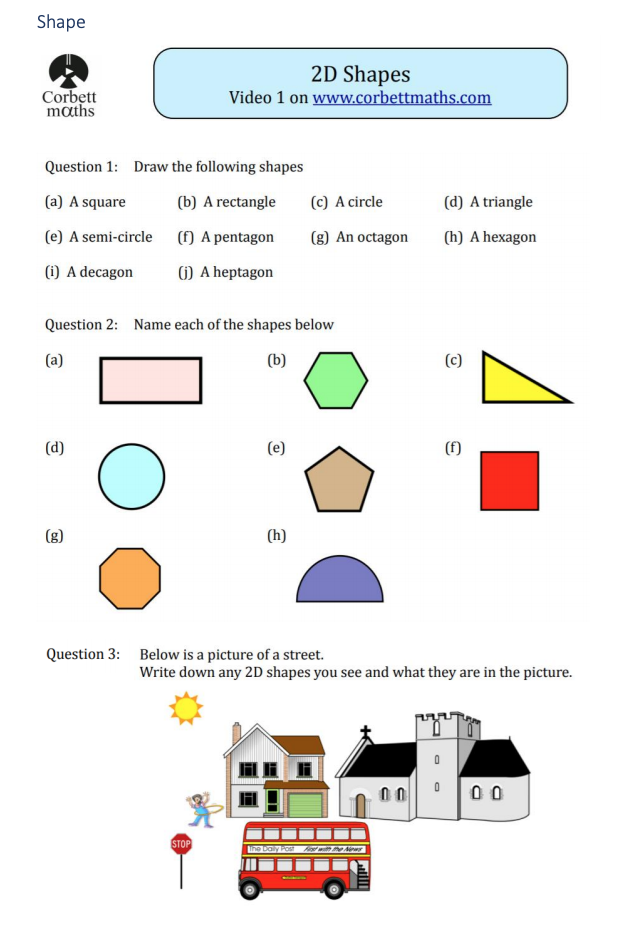 Shape
Corbett
maths
2D Shapes
Video 1 on www.corbettmaths.com
Question 1: Draw the following shapes
(a) A square (b) A rectangle (c) A circle (d) A triangle
(e) A semi-circle (f) A pentagon (g) An octagon (h) A hexagon
(i) A decagon (j) A heptagon
Question 2: Name each of the shapes below
(a) (b) (c)
(d) (e) (f)
(g) (h)
Question 3: Below is a picture of a street.
Write down any 2D shapes you see and what they are in the picture.
STOP
The Daily Post First with the News